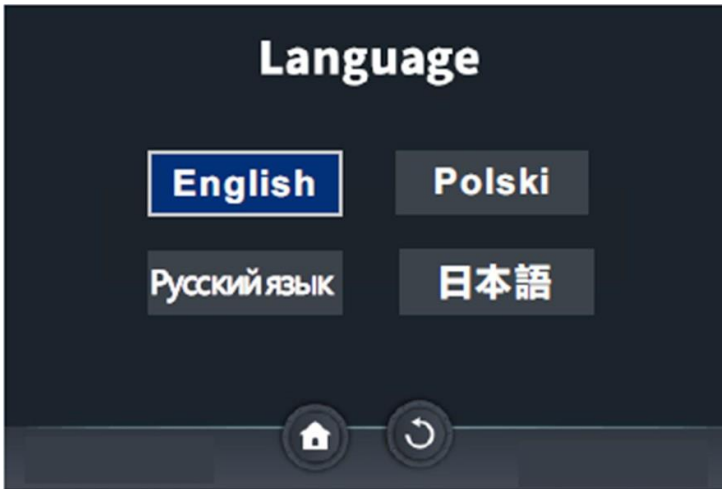 Language
English
Polski
Русский язык
日本語